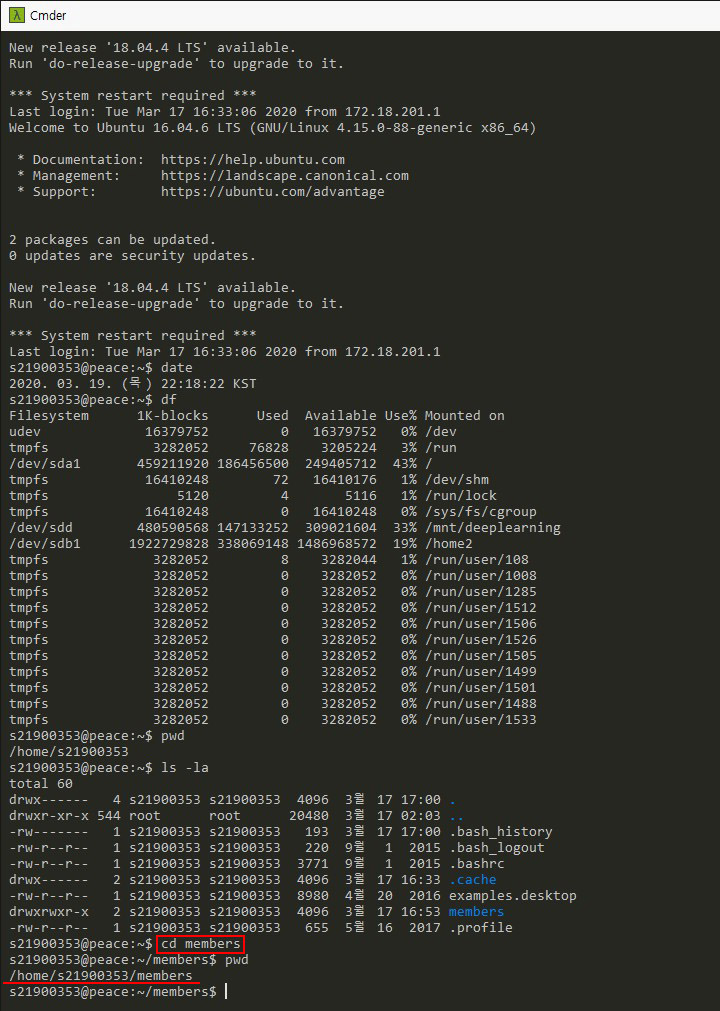 λ Cmder
New release '18.04.4 LTS' available.
Run 'do-release-upgrade' to upgrade to it.
*** System restart required ***
Last login: Tue Mar 17 16:33:06 2020 from 172.18.201.1
Welcome to Ubuntu 16.04.6 LTS (GNU/Linux 4.15.0-88-generic x86_64)
* Documentation:  https://help.ubuntu.com
* Management:     https://landscape.canonical.com
* Support:        https://ubuntu.com/advantage
2 packages can be updated.
0 updates are security updates.
New release '18.04.4 LTS' available.
Run 'do-release-upgrade' to upgrade to it.
*** System restart required ***
Last login: Tue Mar 17 16:33:06 2020 from 172.18.201.1
s21900353@peace:~$ date
2020. 03. 19. (목) 22:18:22 KST
s21900353@peace:~$ df
Filesystem      1K-blocks      Used  Available Use% Mounted on
udev             16379752         0   16379752   0% /dev
tmpfs             3282052     76828    3205224   3% /run
/dev/sda1       459211920 186456500  249405712  43% /
tmpfs            16410248        72   16410176   1% /dev/shm
tmpfs                5120         4       5116   1% /run/lock
tmpfs            16410248         0   16410248   0% /sys/fs/cgroup
/dev/sdd        480590568 147133252  309021604  33% /mnt/deeplearning
/dev/sdb1      1922729828 338069148 1486968572  19% /home2
tmpfs             3282052         8    3282044   1% /run/user/108
tmpfs             3282052         0    3282052   0% /run/user/1008
tmpfs             3282052         0    3282052   0% /run/user/1285
tmpfs             3282052         0    3282052   0% /run/user/1512
tmpfs             3282052         0    3282052   0% /run/user/1506
tmpfs             3282052         0    3282052   0% /run/user/1526
tmpfs             3282052         0    3282052   0% /run/user/1505
tmpfs             3282052         0    3282052   0% /run/user/1499
tmpfs             3282052         0    3282052   0% /run/user/1501
tmpfs             3282052         0    3282052   0% /run/user/1488
tmpfs             3282052         0    3282052   0% /run/user/1533
s21900353@peace:~$ pwd
/home/s21900353
s21900353@peace:~$ ls -la
total 60
drwx------   4 s21900353 s21900353  4096  3월 17 17:00 .
drwxr-xr-x 544 root      root      20480  3월 17 02:03 ..
-rw-------   1 s21900353 s21900353   193  3월 17 17:00 .bash_history
-rw-r--r--   1 s21900353 s21900353   220  9월  1  2015 .bash_logout
-rw-r--r--   1 s21900353 s21900353  3771  9월  1  2015 .bashrc
drwx------   2 s21900353 s21900353  4096  3월 17 16:33 .cache
-rw-r--r--   1 s21900353 s21900353  8980  4월 20  2016 examples.desktop
drwxrwxr-x   2 s21900353 s21900353  4096  3월 17 16:53 members
-rw-r--r--   1 s21900353 s21900353   655  5월 16  2017 .profile
s21900353@peace:~$ cd members
s21900353@peace:~/members$ pwd
/home/s21900353/members
s21900353@peace:~/members$